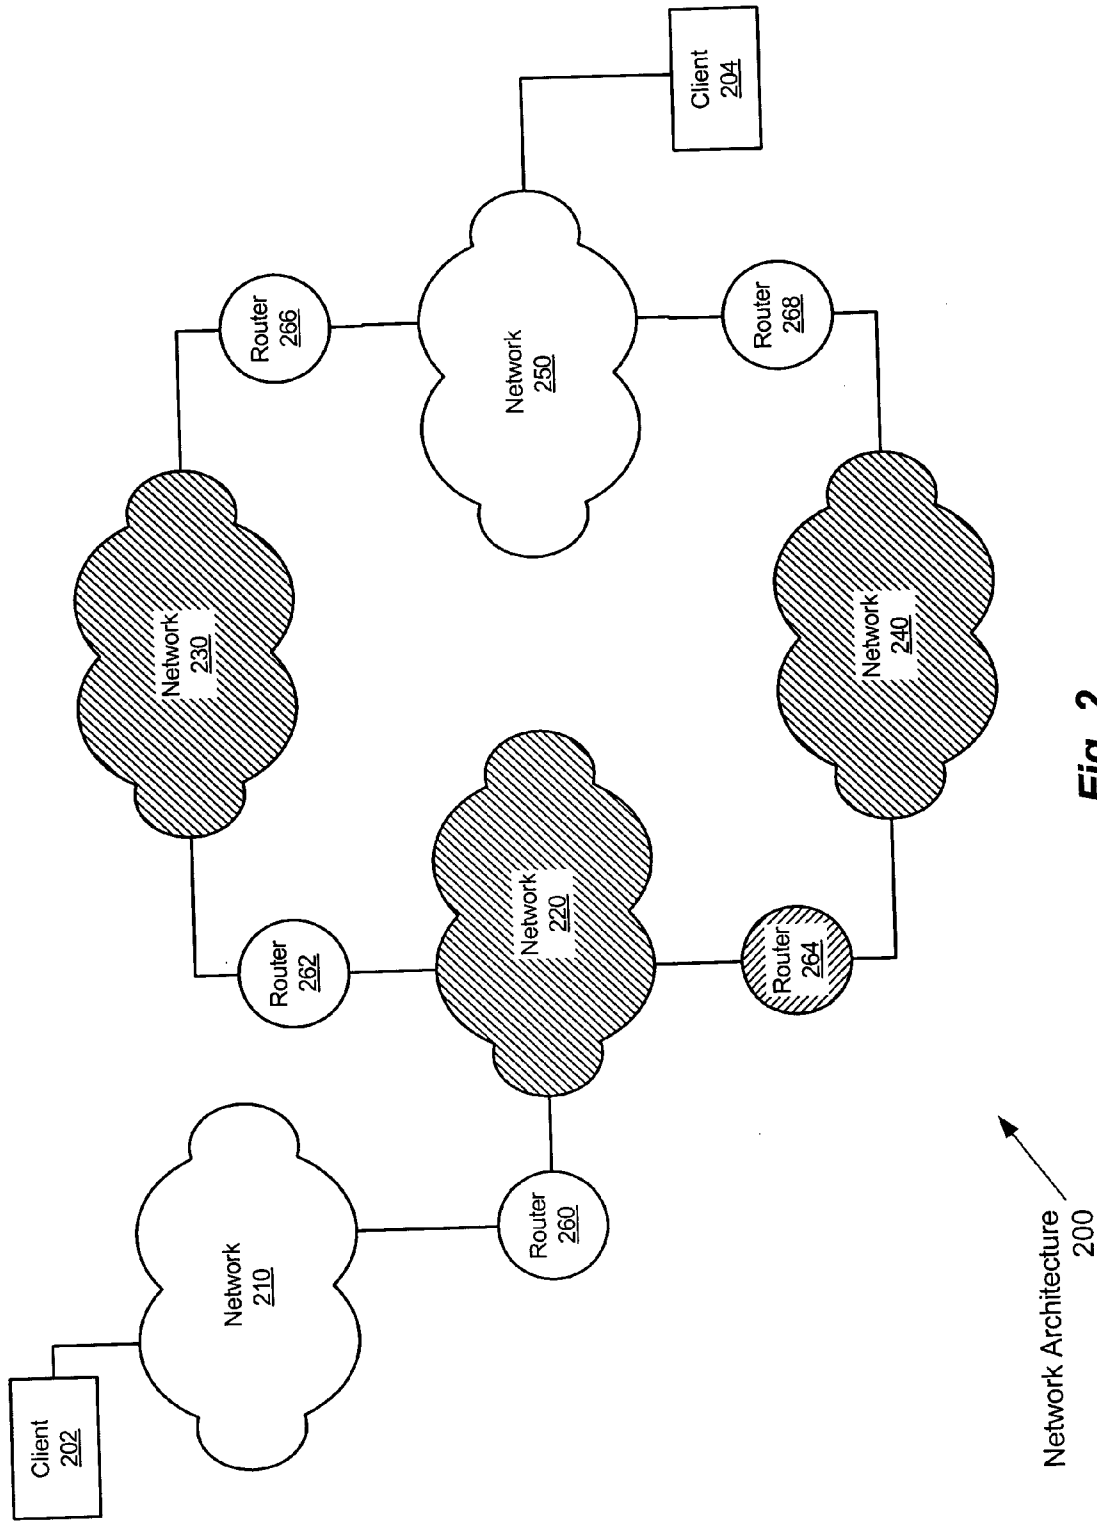 Client
202
Network
210
Router
260
Router
262
Network
220
Router
264
Network
230
Network
240
Router
266
Network
250
Router
268
Client
204
Network Architecture
200
Fig. 2